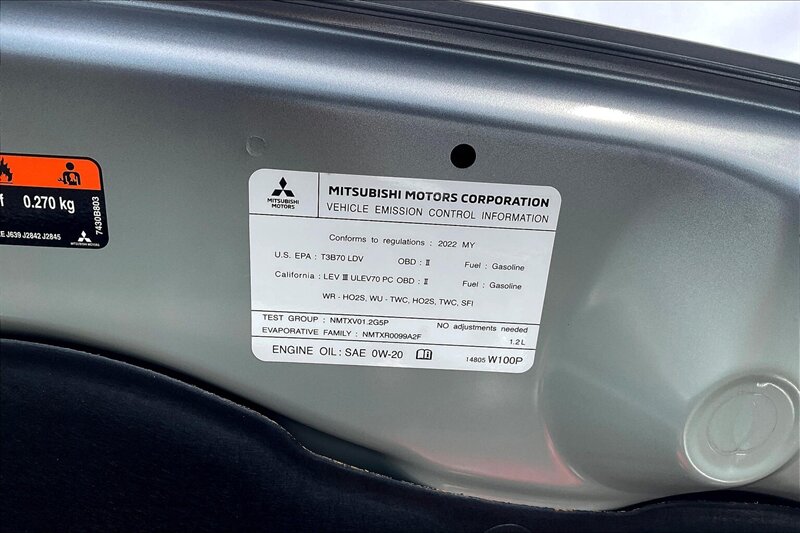 f 0.270 kg
E J639 J2842 J2845
MITSUBISHI MOTORS
7430B803
MITSUBISHI
MOTORS
MITSUBISHI MOTORS CORPORATION
VEHICLE EMISSION CONTROL INFORMATION
Conforms to regulations : 2022 MY
U.S. EPA : T3B70 LDV OBD : II Fuel : Gasoline
California : LEV III ULEV70 PC OBD : II Fuel : Gasoline
WR - HO2S, WU - TWC, HO2S, TWC, SFI
TEST GROUP : NMTXV01.2G5P No adjustments needed
EVAPORATIVE FAMILY : NMTXR0099A2F 1.2 L
ENGINE OIL: SAE 0W-20 14805 W100P